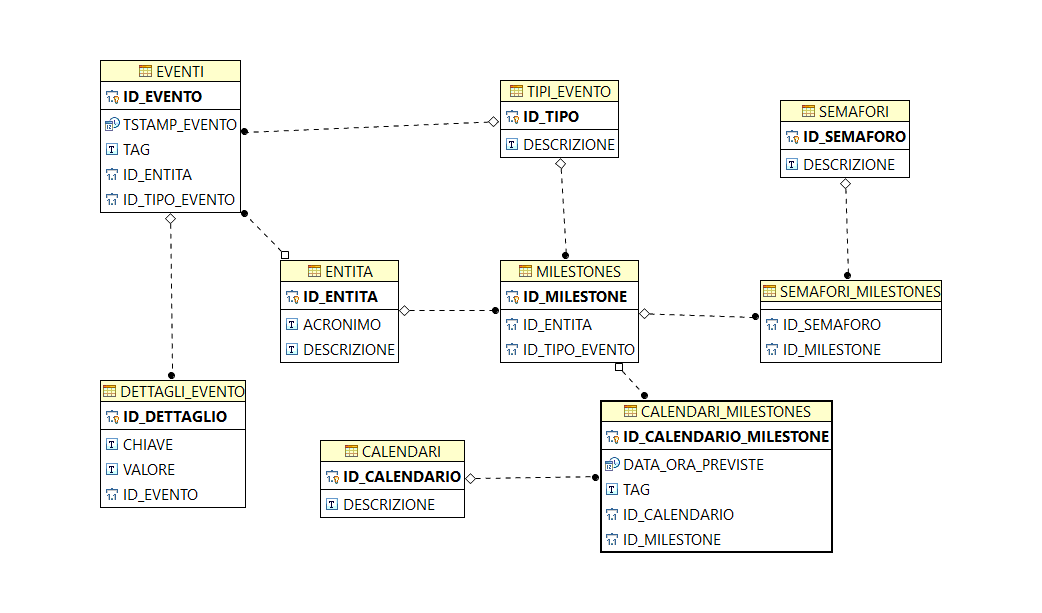 EVENTI
ID_EVENTO
TSTAMP_EVENTO
TAG
ID_ENTITA
ID_TIPO_EVENTO
TIPI_EVENTO
ID_TIPO
DESCRIZIONE
SEMAFORI
ID_SEMAFORO
DESCRIZIONE
ENTITA
ID_ENTITA
ACRONIMO
DESCRIZIONE
MILESTONES
ID_MILESTONE
ID_ENTITA
ID_TIPO_EVENTO
SEMAFORI_MILESTONES
ID_SEMAFORO
ID_MILESTONE
DETTAGLI_EVENTO
ID_DETTAGLIO
CHIAVE
VALORE
ID_EVENTO
CALENDARI
ID_CALENDARIO
DESCRIZIONE
CALENDARI_MILESTONES
ID_CALENDARIO_MILESTONE
DATA_ORA_PREVISTE
TAG
ID_CALENDARIO
ID_MILESTONE